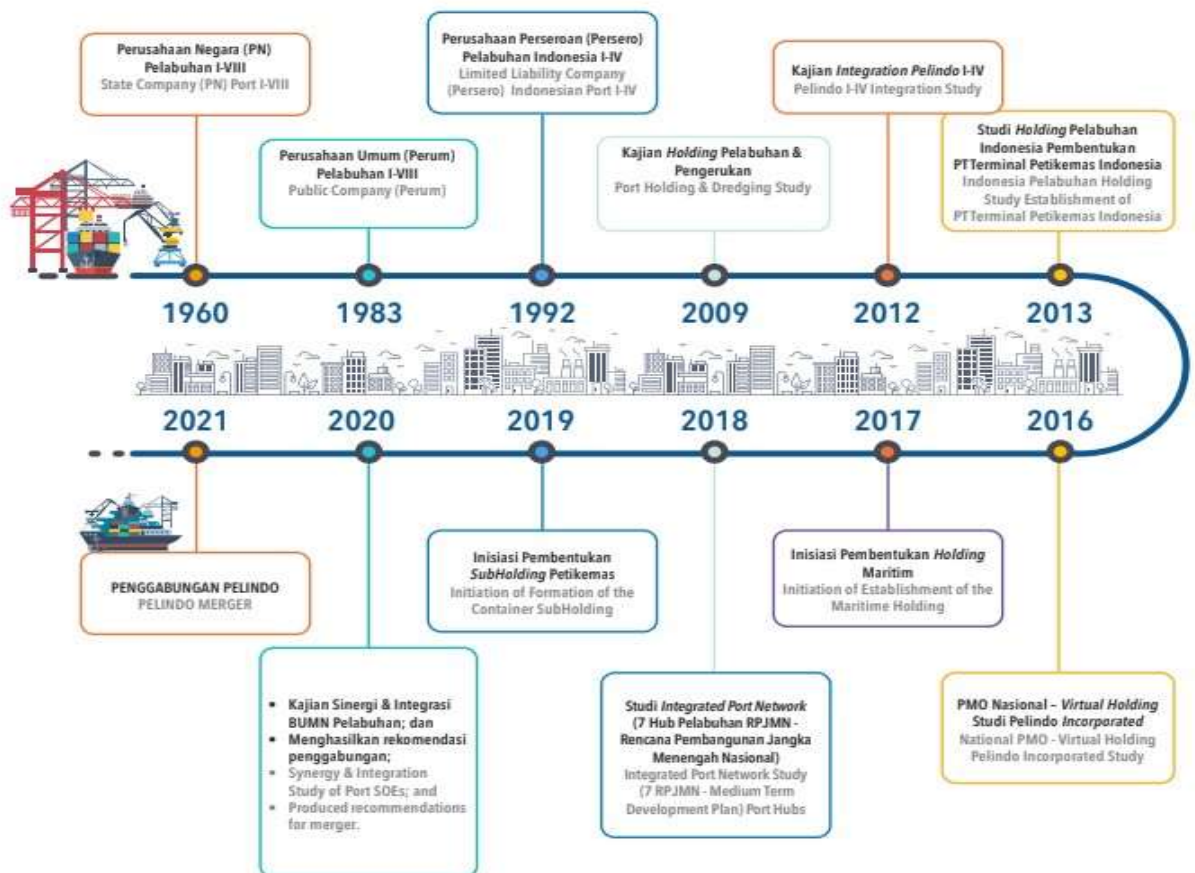 Perusahaan Negara (PN)
Pelabuhan I-VIII
State Company (PN) Port I-VIII
Perusahaan Umum (Perum)
Pelabuhan I-VIII
Public Company (Perum)
Perusahaan Perseroan (Persero)
Pelabuhan Indonesia I-IV
Limited Liability Company
(Persero) Indonesian Port I-IV
Kajian Holding Pelabuhan &
Pengerukan
Port Holding & Dredging Study
Kajian Integration Pelindo I-IV
Pelindo I-IV Integration Study
Studi Holding Pelabuhan
Indonesia Pembentukan
PT Terminal Petikemas Indonesia
Indonesia Pelabuhan Holding
Study Establishment of
PT Terminal Petikemas Indonesia
1960
1983
1992
2009
2012
2013
2021
2020
2019
2018
2017
2016
PENGGABUNGAN PELINDO
PELINDO MERGER
• Kajian Sinergi & Integrasi
BUMN Pelabuhan; dan
• Menghasilkan rekomendasi
penggabungan;
• Synergy & Integration
Study of Port SOEs; and
• Produced recommendations
for merger.
Inisiasi Pembentukan
SubHolding Petikemas
Initiation of Formation of the
Container SubHolding
Studi Integrated Port Network
(7 Hub Pelabuhan RPJMN -
Rencana Pembangunan Jangka
Menengah Nasional)
Integrated Port Network Study
(7 RPJMN - Medium Term
Development Plan) Port Hubs
Inisiasi Pembentukan Holding
Maritim
Initiation of Establishment of the
Maritime Holding
PMO Nasional – Virtual Holding
Studi Pelindo Incorporated
National PMO - Virtual Holding
Pelindo Incorporated Study